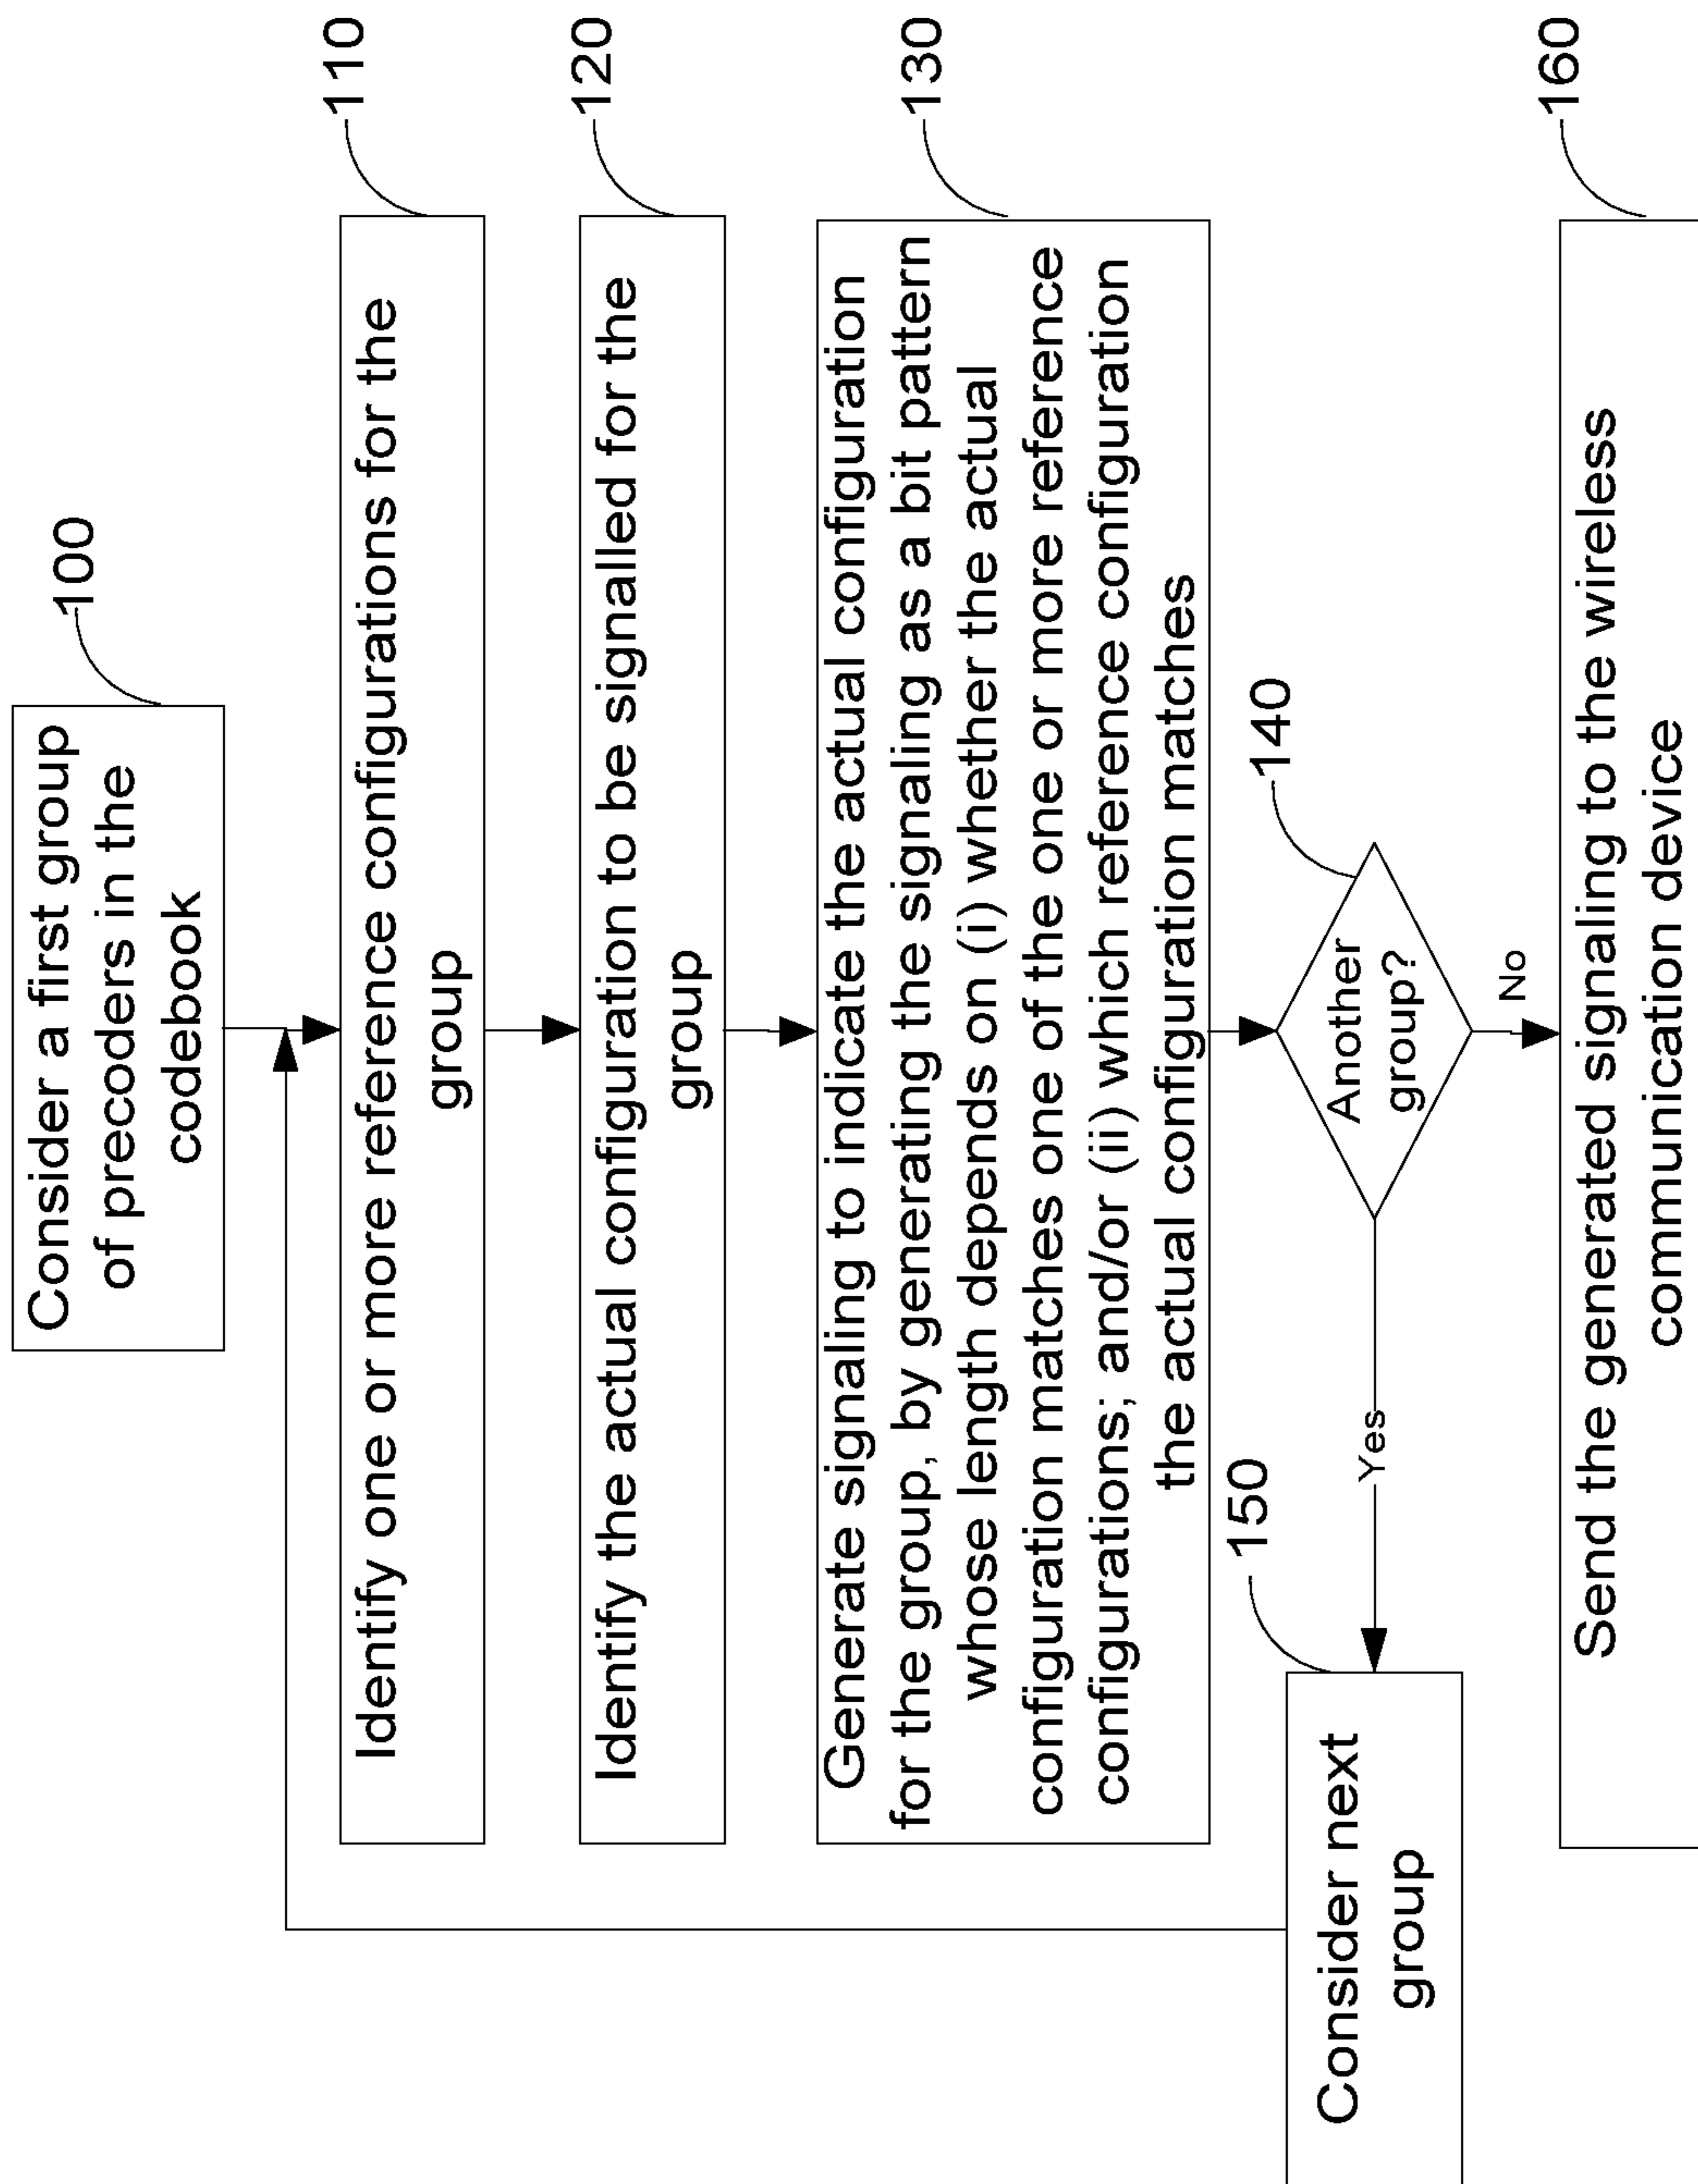 100
Consider a first group
of precoders in the
codebook
110
Identify one or more reference configurations for the
group
120
Identify the actual configuration to be signalled for the
group
130
Generate signaling to indicate the actual configuration
for the group, by generating the signaling as a bit pattern
whose length depends on (i) whether the actual
configuration matches one of the one or more reference
configurations; and/or (ii) which reference configuration
the actual configuration matches
140
Another
group?
Yes
No
150
Consider next
group
160
Send the generated signaling to the wireless
communication device